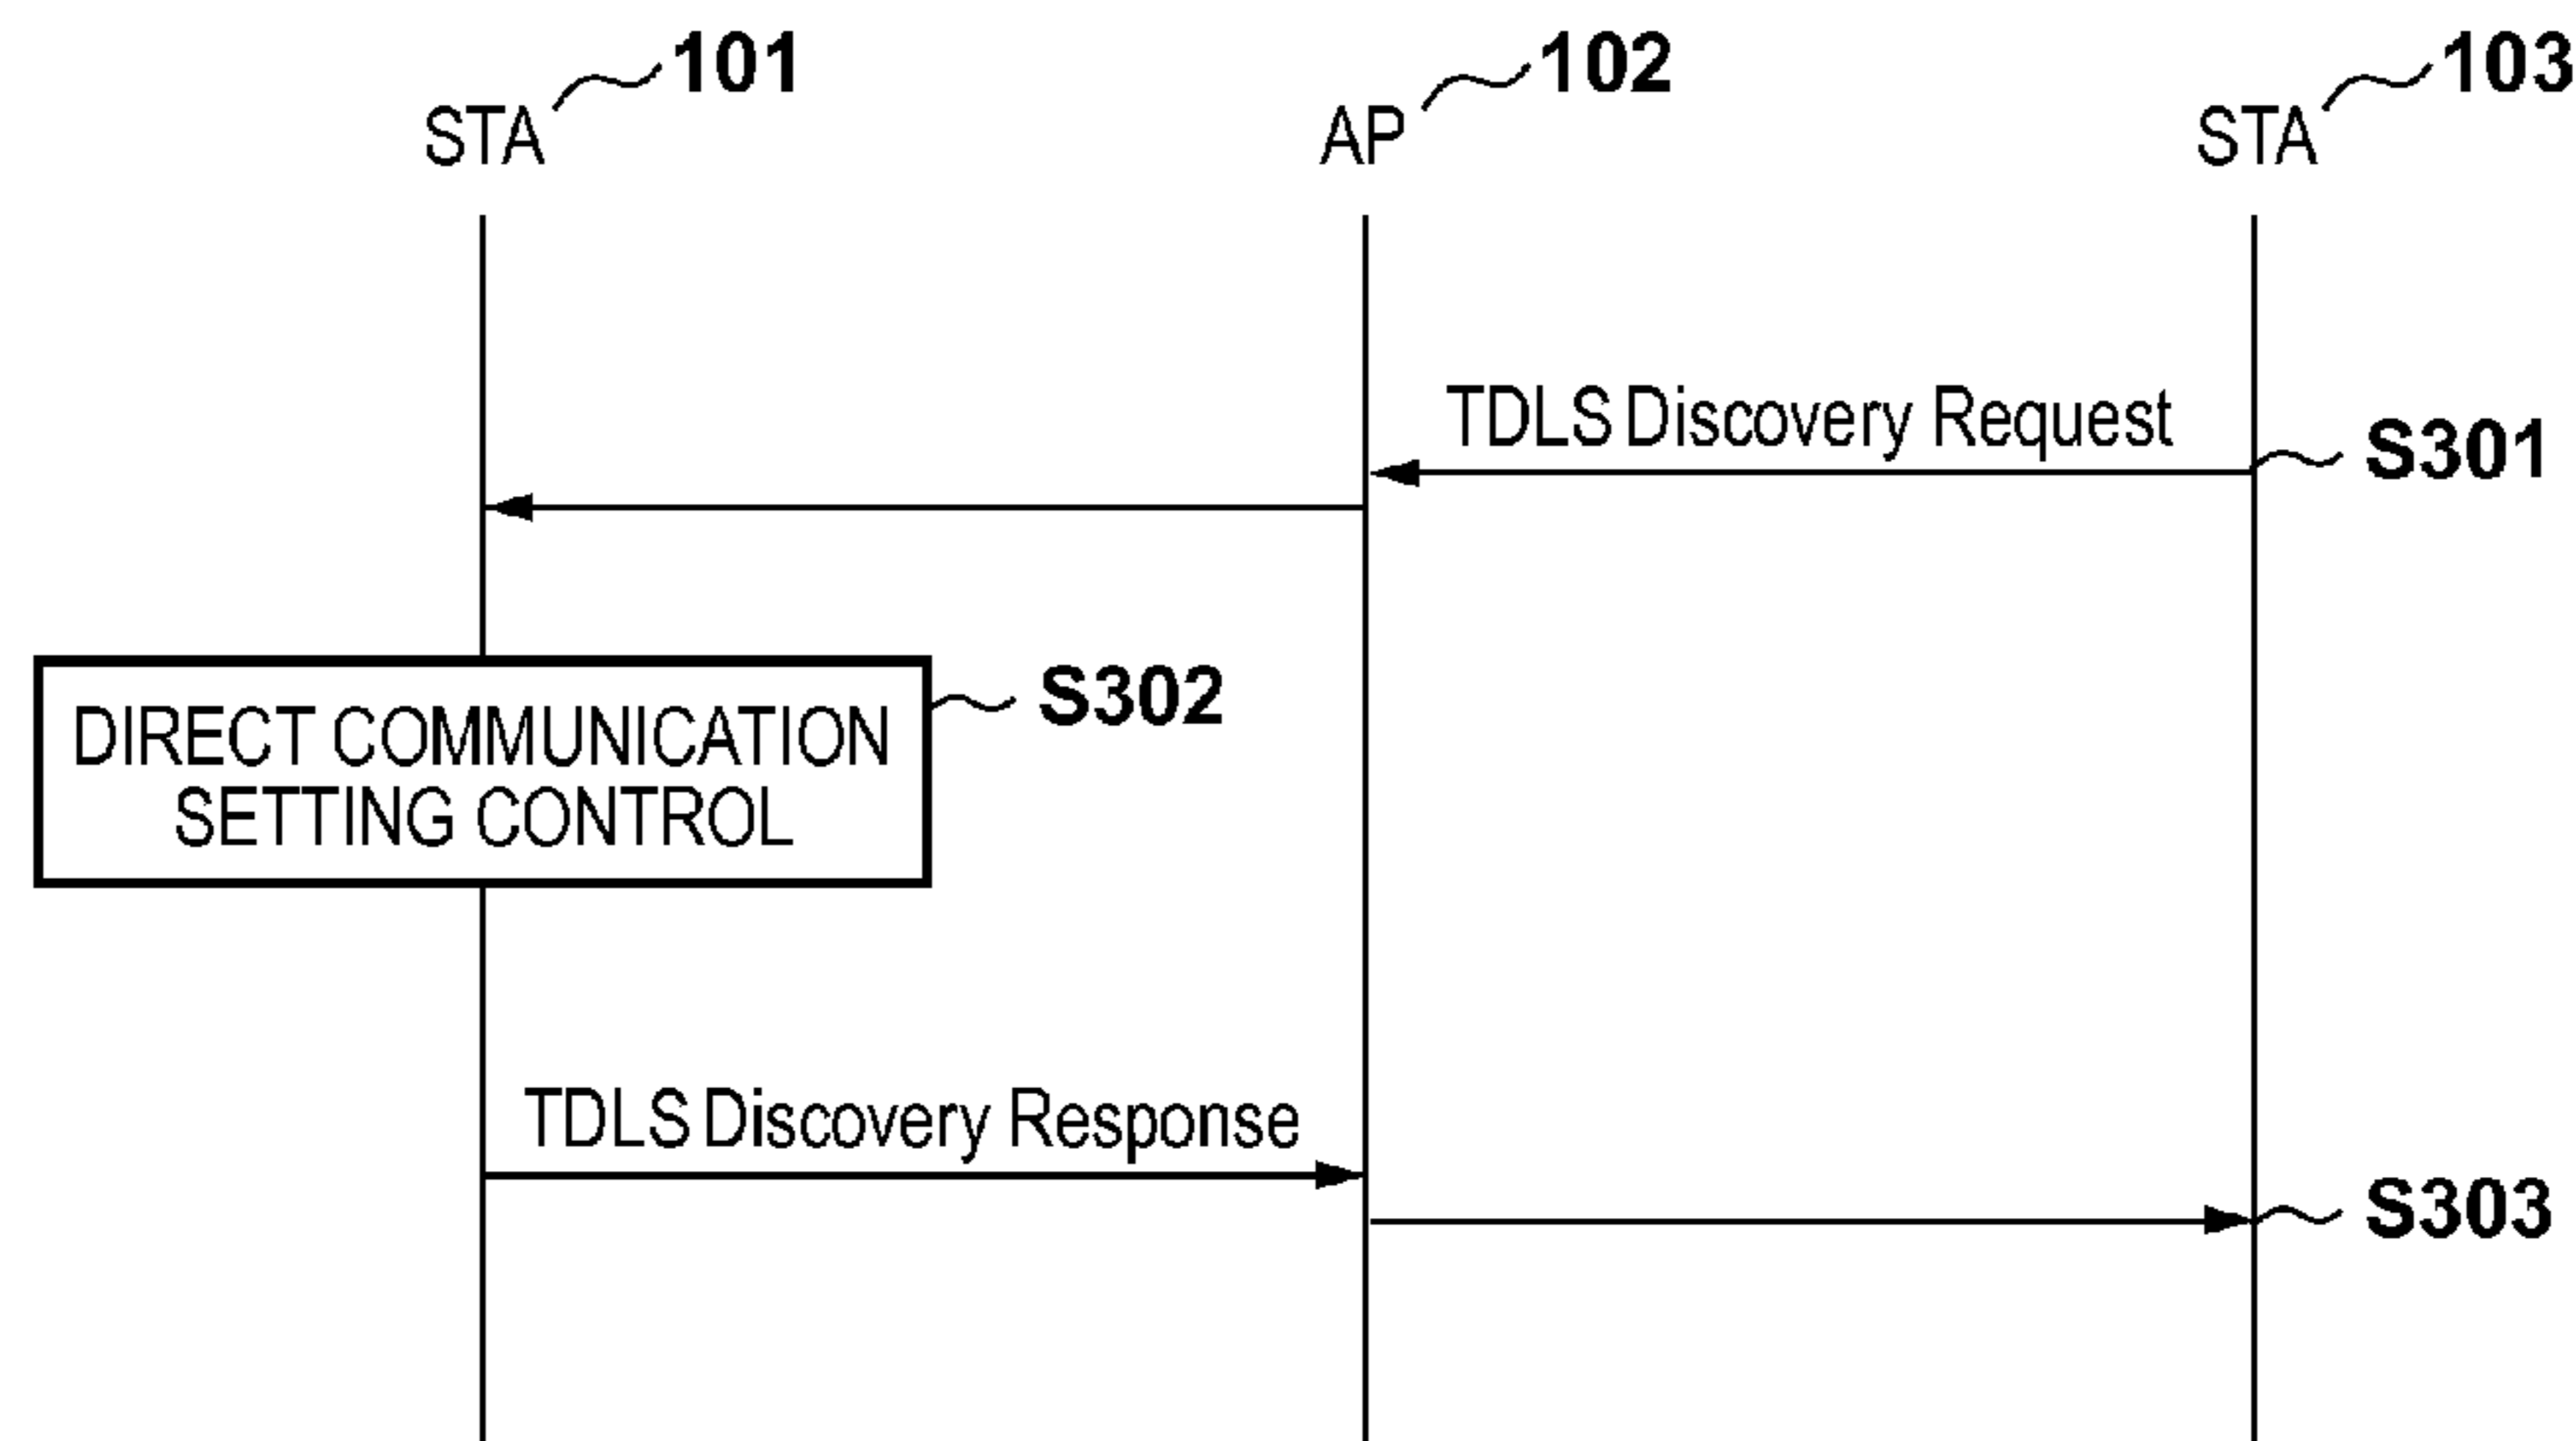 101
102
103
STA
AP
STA
TDLS Discovery Request
S301
S302
DIRECT COMMUNICATION
SETTING CONTROL
TDLS Discovery Response
S303